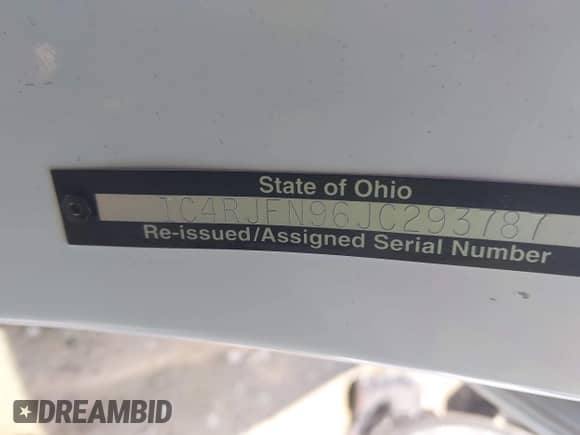 State of Ohio
1C4RJFN96JC293787
Re-issued/Assigned Serial Number
DREAMBID